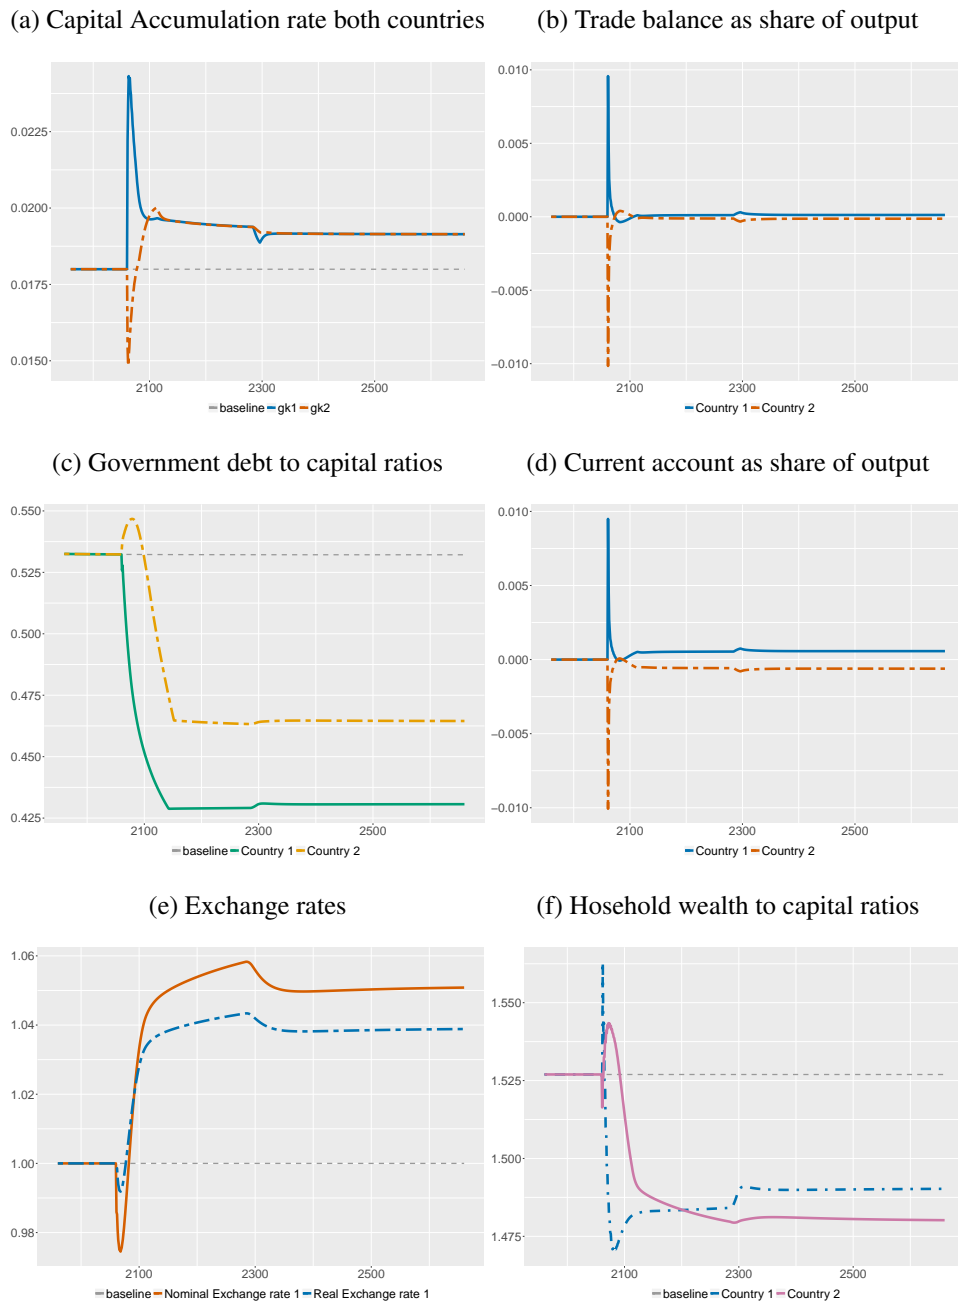 (a) Capital Accumulation rate both countries
0.0225
0.0200
0.0175
0.0150
2100 2300 2500
baseline gk1 gk2
(b) Trade balance as share of output
0.010
0.005
0.000
−0.005
−0.010
2100 2300 2500
Country 1 Country 2
(c) Government debt to capital ratios
0.550
0.525
0.500
0.475
0.450
0.425
2100 2300 2500
baseline Country 1 Country 2
(d) Current account as share of output
0.010
0.005
0.000
−0.005
−0.010
2100 2300 2500
Country 1 Country 2
(e) Exchange rates
1.06
1.04
1.02
1.00
0.98
2100 2300 2500
baseline Nominal Exchange rate 1 Real Exchange rate 1
(f) Hosehold wealth to capital ratios
1.550
1.525
1.500
1.475
2100 2300 2500
baseline Country 1 Country 2